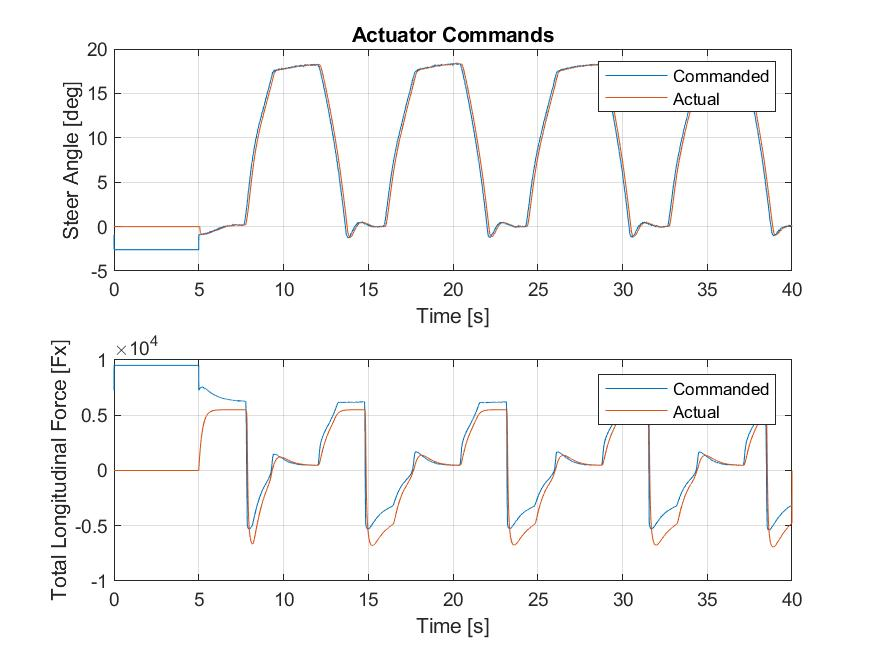 Actuator Commands
20
15
10
5
0
-5
Steer Angle [deg]
Commanded
Actual
0 5 10 15 20 25 30 35 40
Time [s]
×10⁴
1
0.5
0
-0.5
-1
Total Longitudinal Force [Fx]
Commanded
Actual
0 5 10 15 20 25 30 35 40
Time [s]